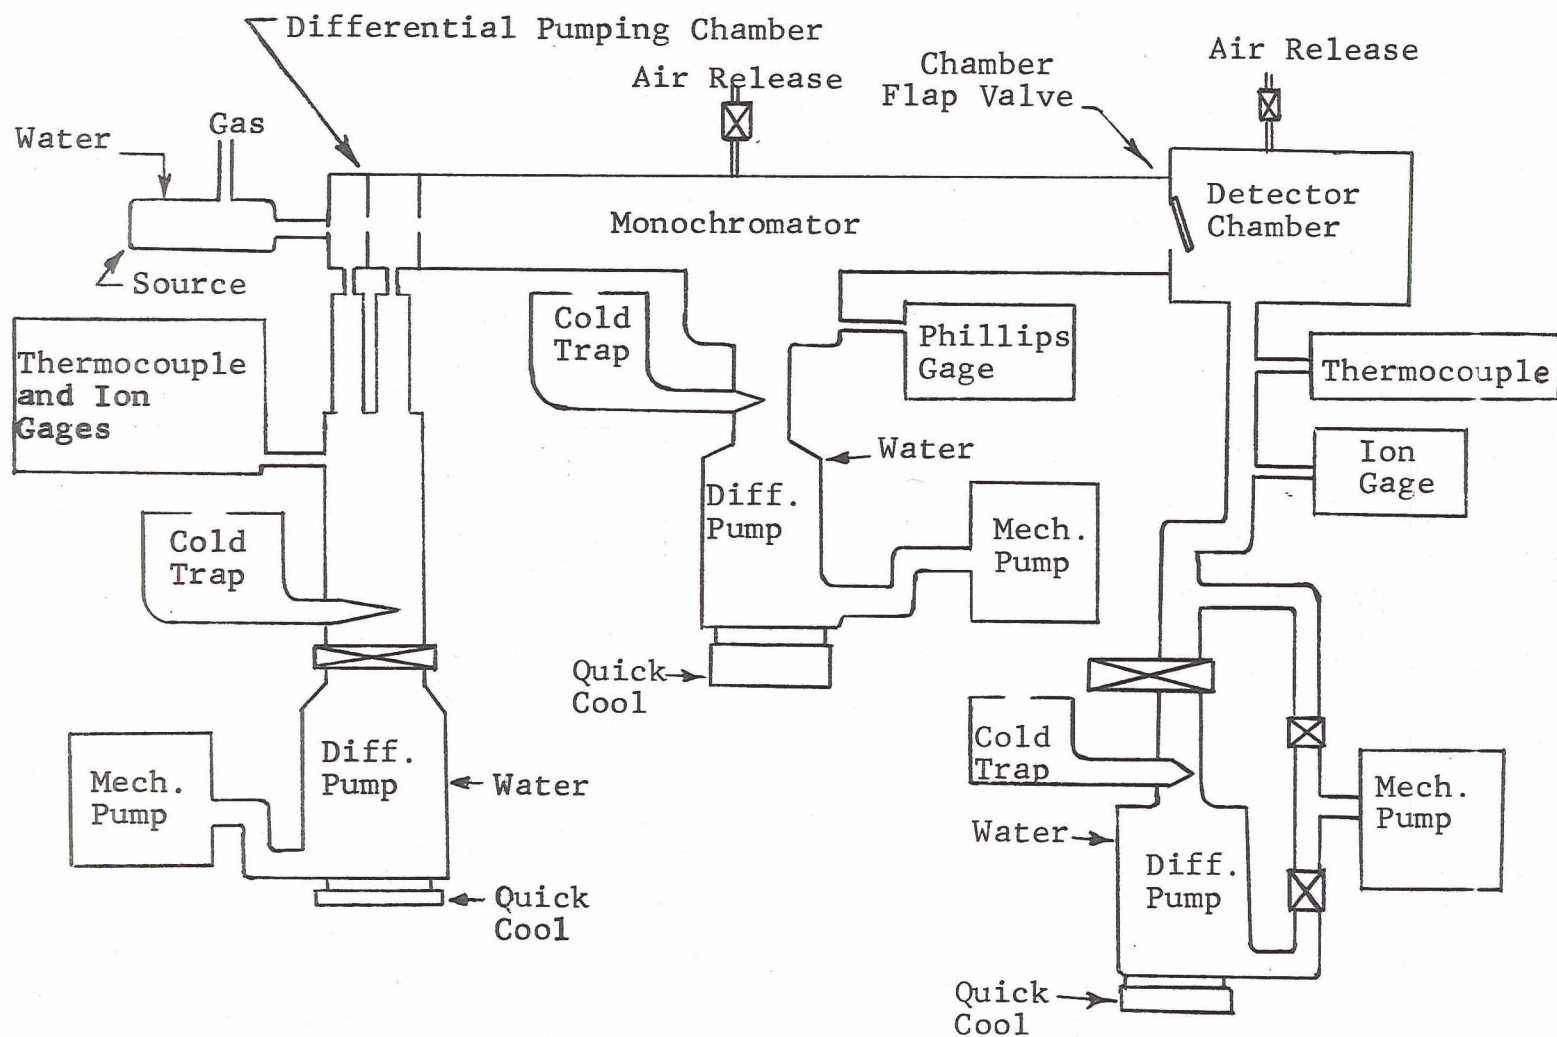 Differential Pumping Chamber
Air Release
Chamber
Flap Valve
Air Release
Water
Gas
Source
Monochromator
Detector
Chamber
Thermocouple
and Ion
Gages
Cold
Trap
Phillips
Gage
Thermocouple
Ion
Gage
Water
Diff.
Pump
Mech.
Pump
Cold
Trap
Quick
Cool
Mech.
Pump
Diff.
Pump
Water
Quick
Cool
Cold
Trap
Water
Diff.
Pump
Mech.
Pump
Quick
Cool